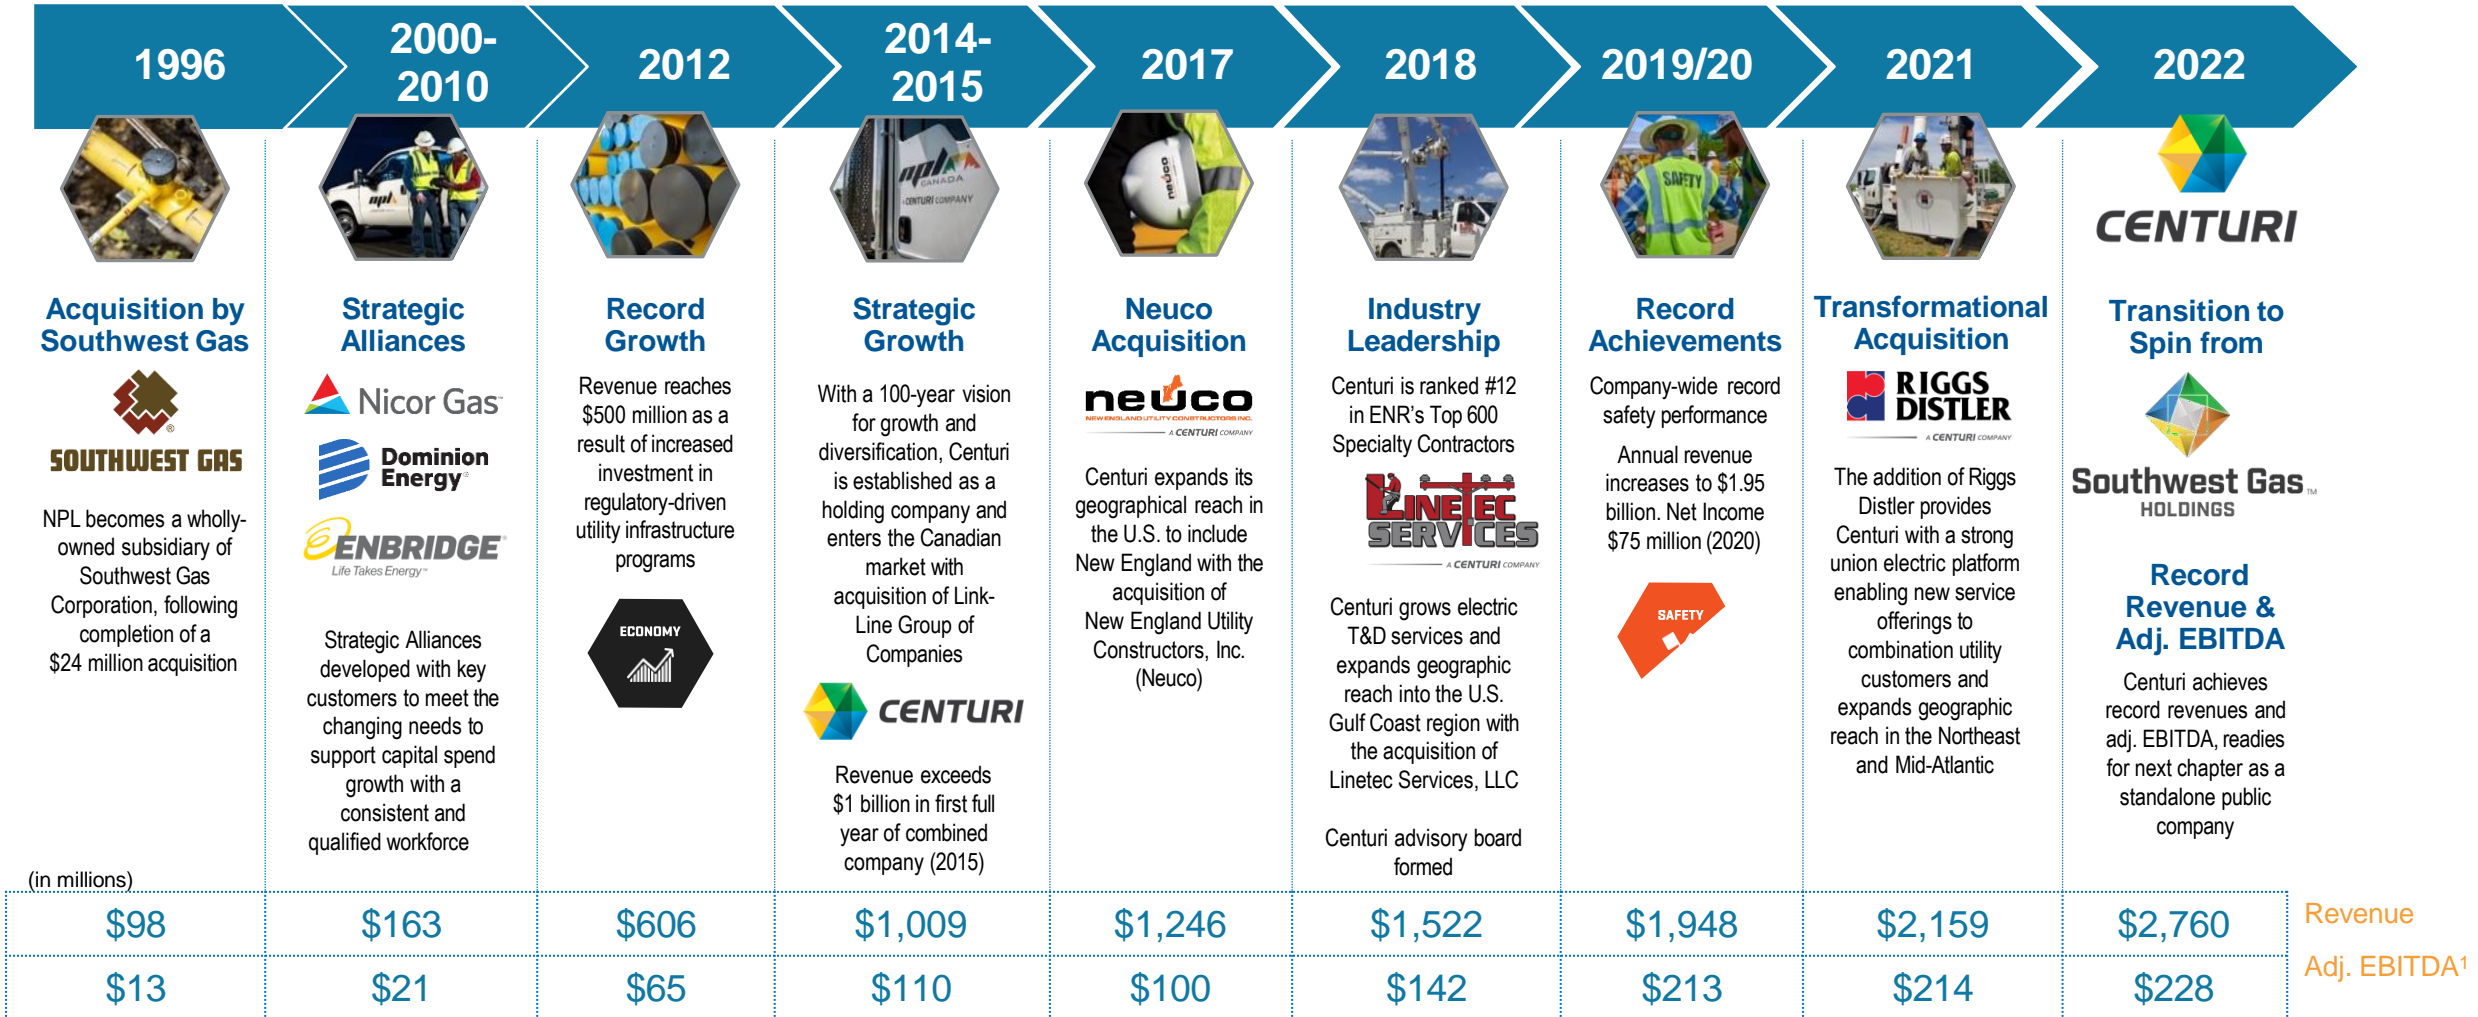 1996
2000-
2010
2012
2014-
2015
2017
2018
2019/20
2021
2022
Acquisition by
Southwest Gas
SOUTHWEST GAS
NPL becomes a wholly-
owned subsidiary of
Southwest Gas
Corporation, following
completion of a
$24 million acquisition
npl
Strategic
Alliances
Nicor Gas
Dominion
Energy®
ENBRIDGE®
Life Takes Energy™
Strategic Alliances
developed with key
customers to meet the
changing needs to
support capital spend
growth with a
consistent and
qualified workforce
Record
Growth
Revenue reaches
$500 million as a
result of increased
investment in
regulatory-driven
utility infrastructure
programs
ECONOMY
npl
CANADA
A CENTURI COMPANY
Strategic
Growth
With a 100-year vision
for growth and
diversification, Centuri
is established as a
holding company and
enters the Canadian
market with
acquisition of Link-
Line Group of
Companies
CENTURI
Revenue exceeds
$1 billion in first full
year of combined
company (2015)
neuco
Neuco
Acquisition
neuco
NEW ENGLAND UTILITY CONSTRUCTORS INC.
A CENTURI COMPANY
Centuri expands its
geographical reach in
the U.S. to include
New England with the
acquisition of
New England Utility
Constructors, Inc.
(Neuco)
Industry
Leadership
Centuri is ranked #12
in ENR's Top 600
Specialty Contractors
LINETEC
SERVICES
A CENTURI COMPANY
Centuri grows electric
T&D services and
expands geographic
reach into the U.S.
Gulf Coast region with
the acquisition of
Linetec Services, LLC
Centuri advisory board
formed
SAFETY
Record
Achievements
Company-wide record
safety performance
Annual revenue
increases to $1.95
billion. Net Income
$75 million (2020)
SAFETY
Transformational
Acquisition
RIGGS
DISTLER
A CENTURI COMPANY
The addition of Riggs
Distler provides
Centuri with a strong
union electric platform
enabling new service
offerings to
combination utility
customers and
expands geographic
reach in the Northeast
and Mid-Atlantic
CENTURI
Transition to
Spin from
Southwest Gas™
HOLDINGS
Record
Revenue &
Adj. EBITDA
Centuri achieves
record revenues and
adj. EBITDA, readies
for next chapter as a
standalone public
company
(in millions)
$98 $163 $606 $1,009 $1,246 $1,522 $1,948 $2,159 $2,760 Revenue
$13 $21 $65 $110 $100 $142 $213 $214 $228 Adj. EBITDA¹